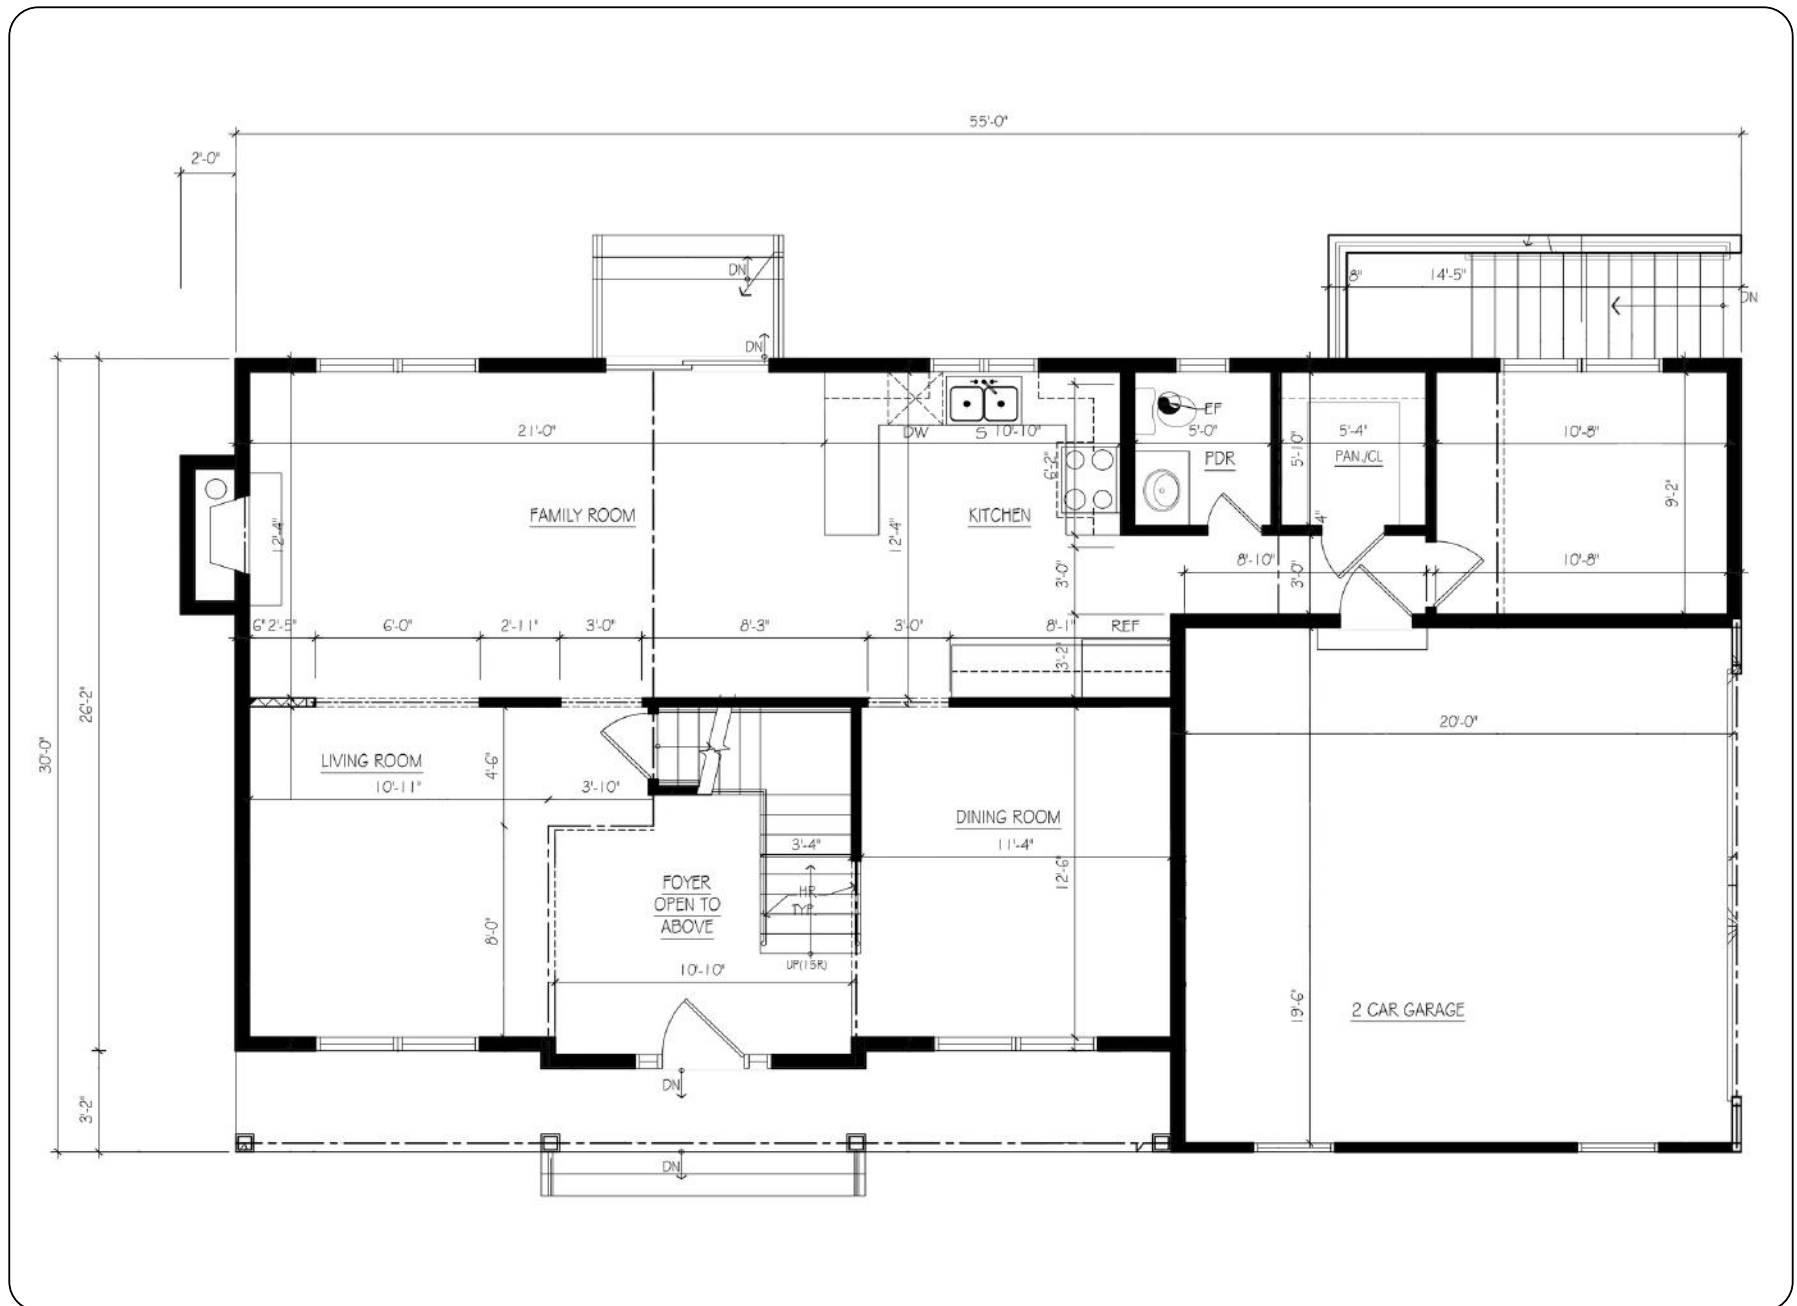 55'-0"
2'-0"
DN
8"
14'-5"
DN
DN
EF
21'-0"
DW
S
10'-10"
5'-0"
5'-10"
5'-4"
10'-8"
PDR
PAN./CL
6'-2"
9'-2"
FAMILY ROOM
KITCHEN
4"
12'-4"
12'-4"
8'-10"
3'-0"
3'-0"
10'-8"
6"
2'-5"
6'-0"
2'-11"
3'-0"
8'-3"
3'-0"
8'-1"
REF
3'-2"
26'-2"
30'-0"
20'-0"
LIVING ROOM
10'-11"
4'-6"
3'-10"
DINING ROOM
11'-4"
3'-4"
12'-6"
FOYER
OPEN TO
ABOVE
HR
TYP.
8'-0"
10'-10"
UP(15R)
19'-6"
2 CAR GARAGE
DN
3'-2"
DN